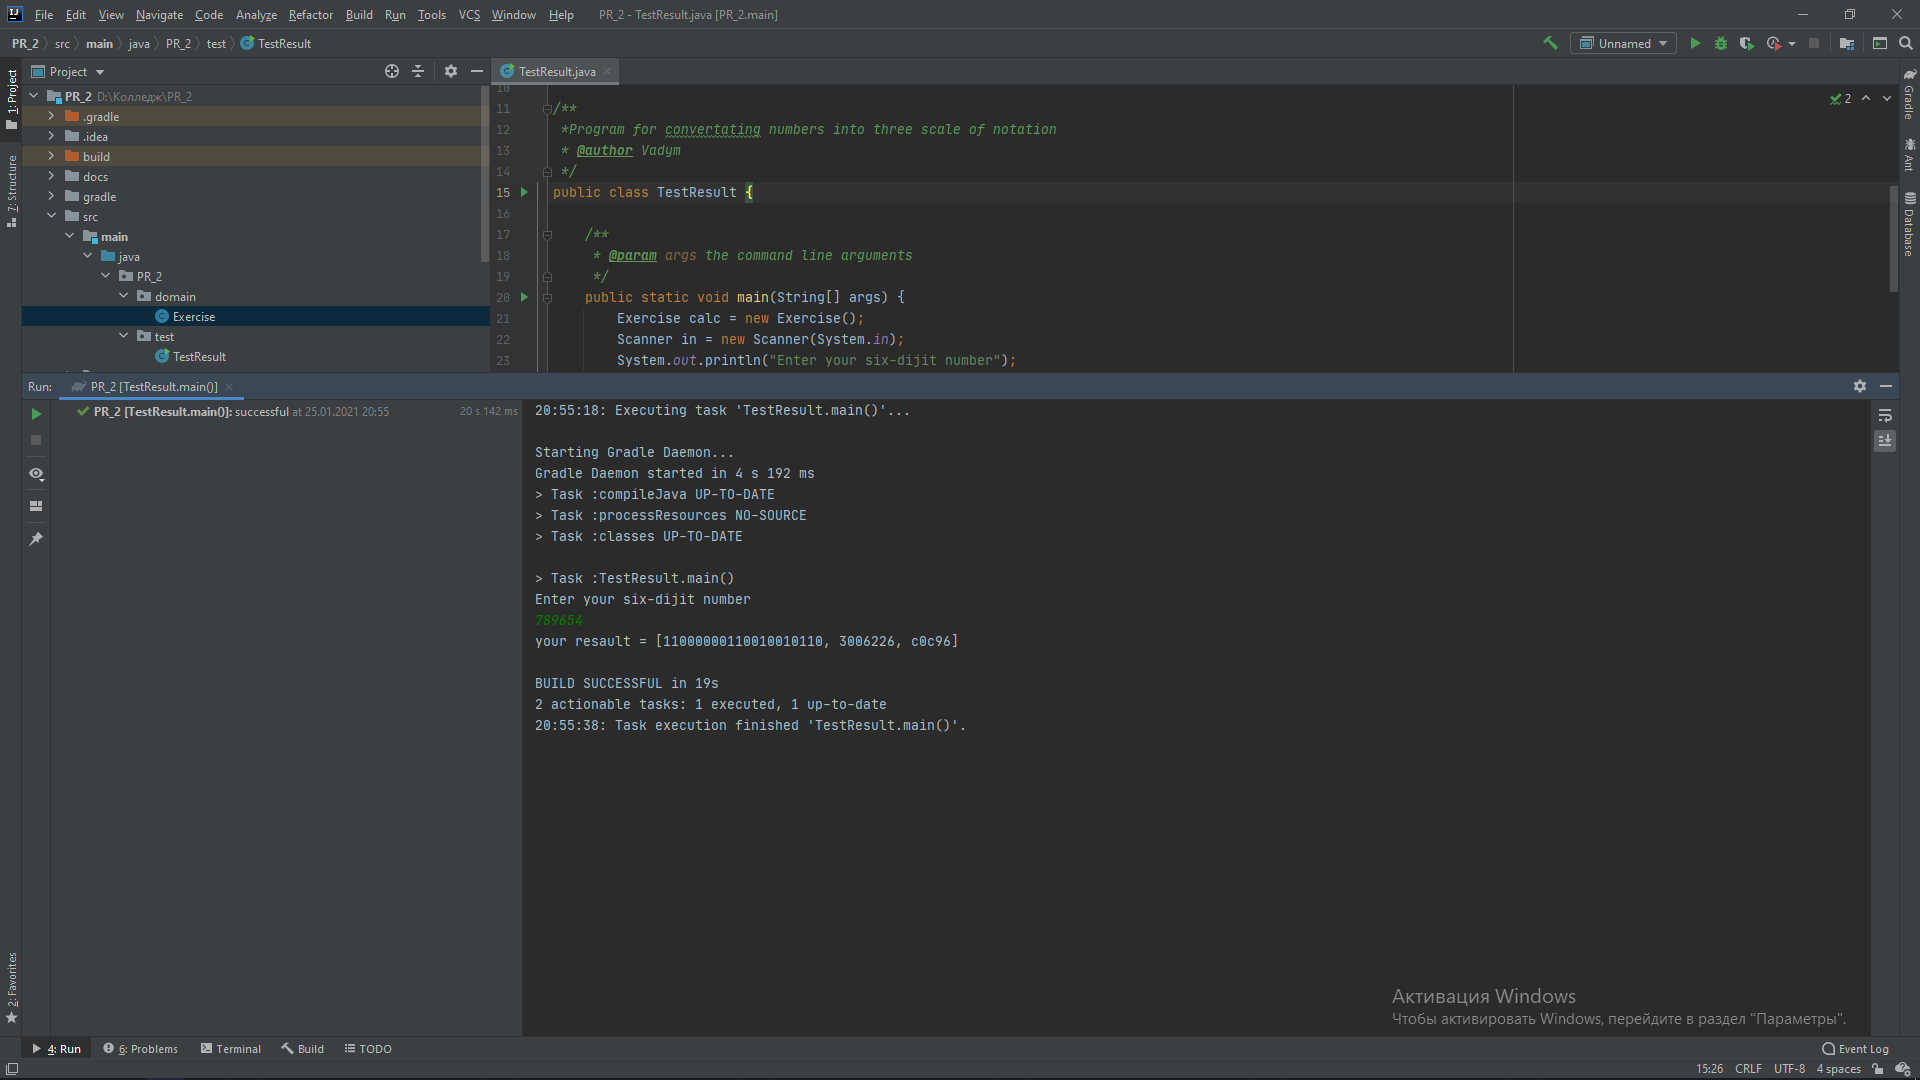 File Edit View Navigate Code Analyze Refactor Build Run Tools VCS Window Help PR_2 - TestResult.java [PR_2.main]
PR_2 src main java PR_2 test TestResult Unnamed
Project TestResult.java
1: Project
7: Structure
2: Favorites
Gradle
Ant
Database
PR_2 D:\Колледж\PR_2
.gradle
.idea
build
docs
gradle
src
main
java
PR_2
domain
Exercise
test
TestResult
2
10
11 /**
12 *Program for convertating numbers into three scale of notation
13 * @author Vadym
14 */
15 public class TestResult {
16
17 /**
18 * @param args the command line arguments
19 */
20 public static void main(String[] args) {
21 Exercise calc = new Exercise();
22 Scanner in = new Scanner(System.in);
23 System.out.println("Enter your six-dijit number");
Run: PR_2 [TestResult.main()]
PR_2 [TestResult.main()]: successful at 25.01.2021 20:55 20 s 142 ms
20:55:18: Executing task 'TestResult.main()'...
Starting Gradle Daemon...
Gradle Daemon started in 4 s 192 ms
> Task :compileJava UP-TO-DATE
> Task :processResources NO-SOURCE
> Task :classes UP-TO-DATE
> Task :TestResult.main()
Enter your six-dijit number
789654
your resault = [11000000110010010110, 3006226, c0c96]
BUILD SUCCESSFUL in 19s
2 actionable tasks: 1 executed, 1 up-to-date
20:55:38: Task execution finished 'TestResult.main()'.
Активация Windows
Чтобы активировать Windows, перейдите в раздел "Параметры".
4: Run 6: Problems Terminal Build TODO Event Log
15:26 CRLF UTF-8 4 spaces